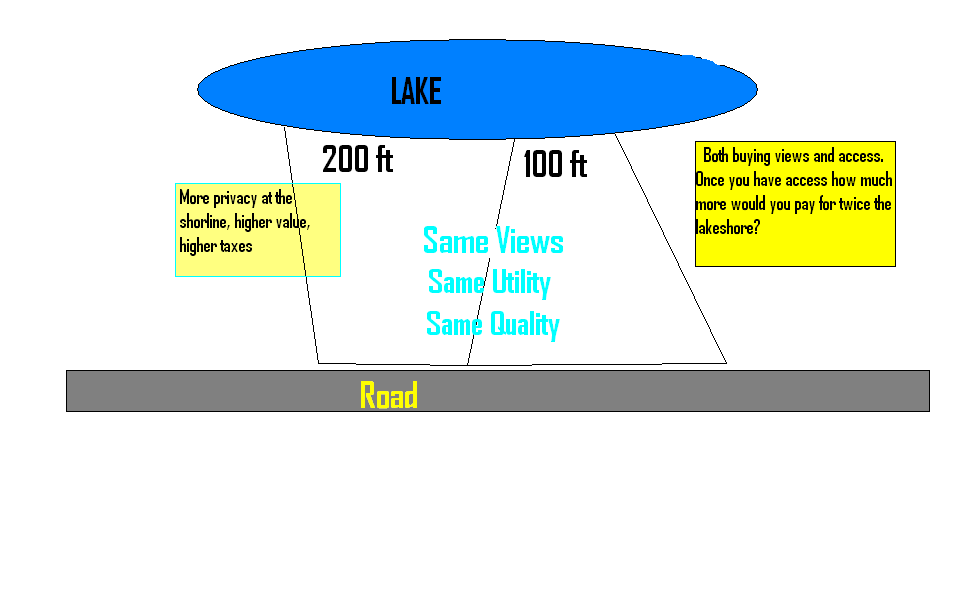 LAKE
200 ft
100 ft
More privacy at the
shorline, higher value,
higher taxes
Both buying views and access.
Once you have access how much
more would you pay for twice the
lakeshore?
Same Views
Same Utility
Same Quality
Road